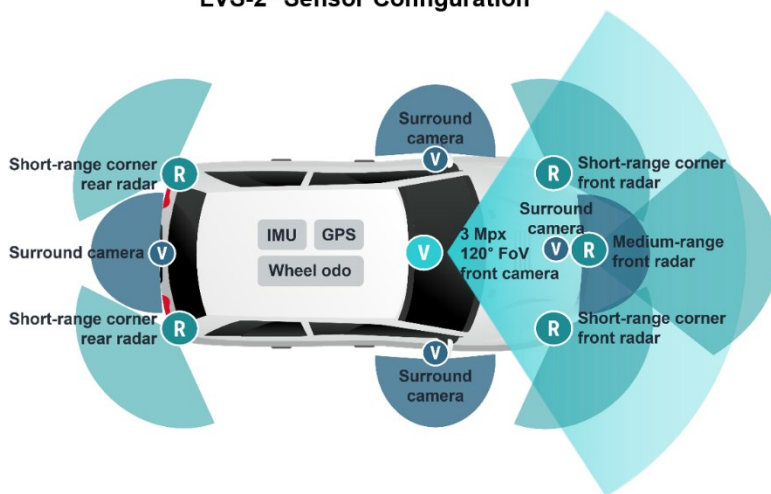 LVS-2+ Sensor Configuration
Surround
camera
V
Short-range corner
rear radar
R
R
Short-range corner
front radar
Surround
camera
IMU
GPS
Wheel odo
Surround camera
V
V
3 Mpx
120° FoV
front camera
V
R
Medium-range
front radar
Short-range corner
rear radar
R
R
Short-range corner
front radar
V
Surround
camera